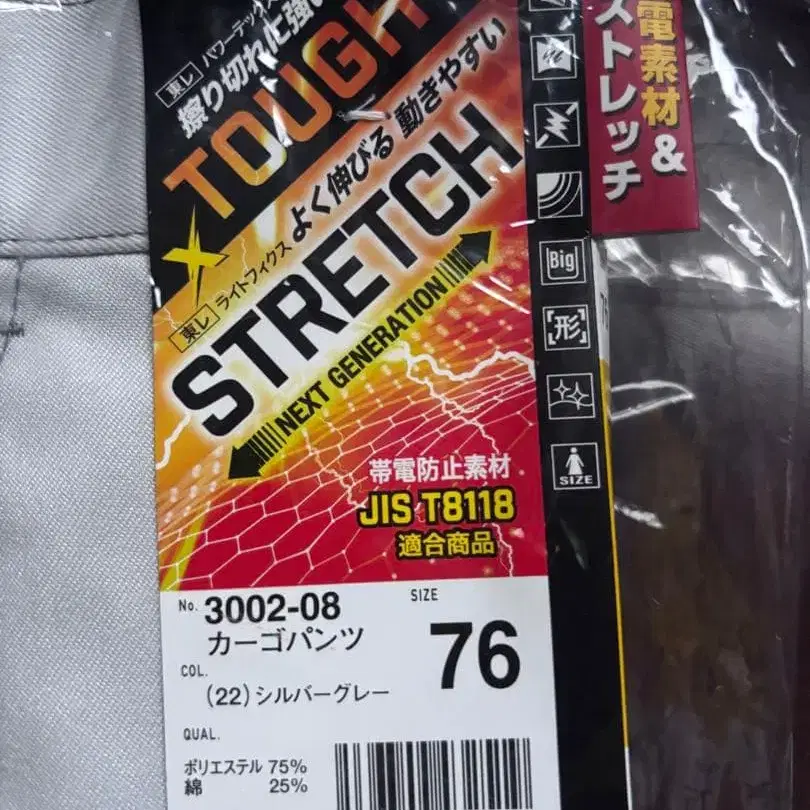 東レ パワーテックス
擦り切れに強い
TOUGH
X
東レ ライトフィクス よく伸びる 動きやすい
STRETCH
NEXT GENERATION
帯電防止素材
JIS T8118
適合商品
電素材&
ストレッチ
Big
形
SIZE
76
No. 3002-08
カーゴパンツ
SIZE
76
COL.
(22)シルバーグレー
QUAL.
ポリエステル 75%
綿 25%